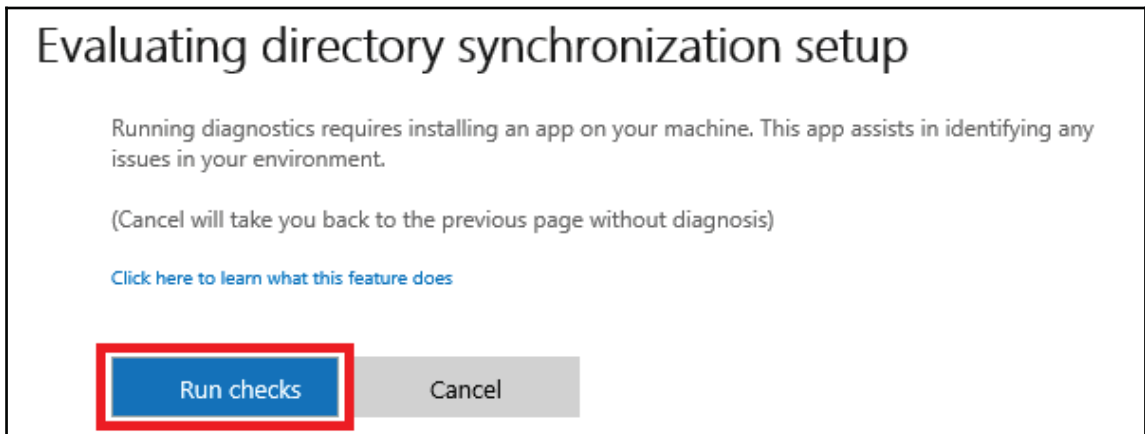 Evaluating directory synchronization setup
Running diagnostics requires installing an app on your machine. This app assists in identifying any
issues in your environment.
(Cancel will take you back to the previous page without diagnosis)
Click here to learn what this feature does
Run checks
Cancel